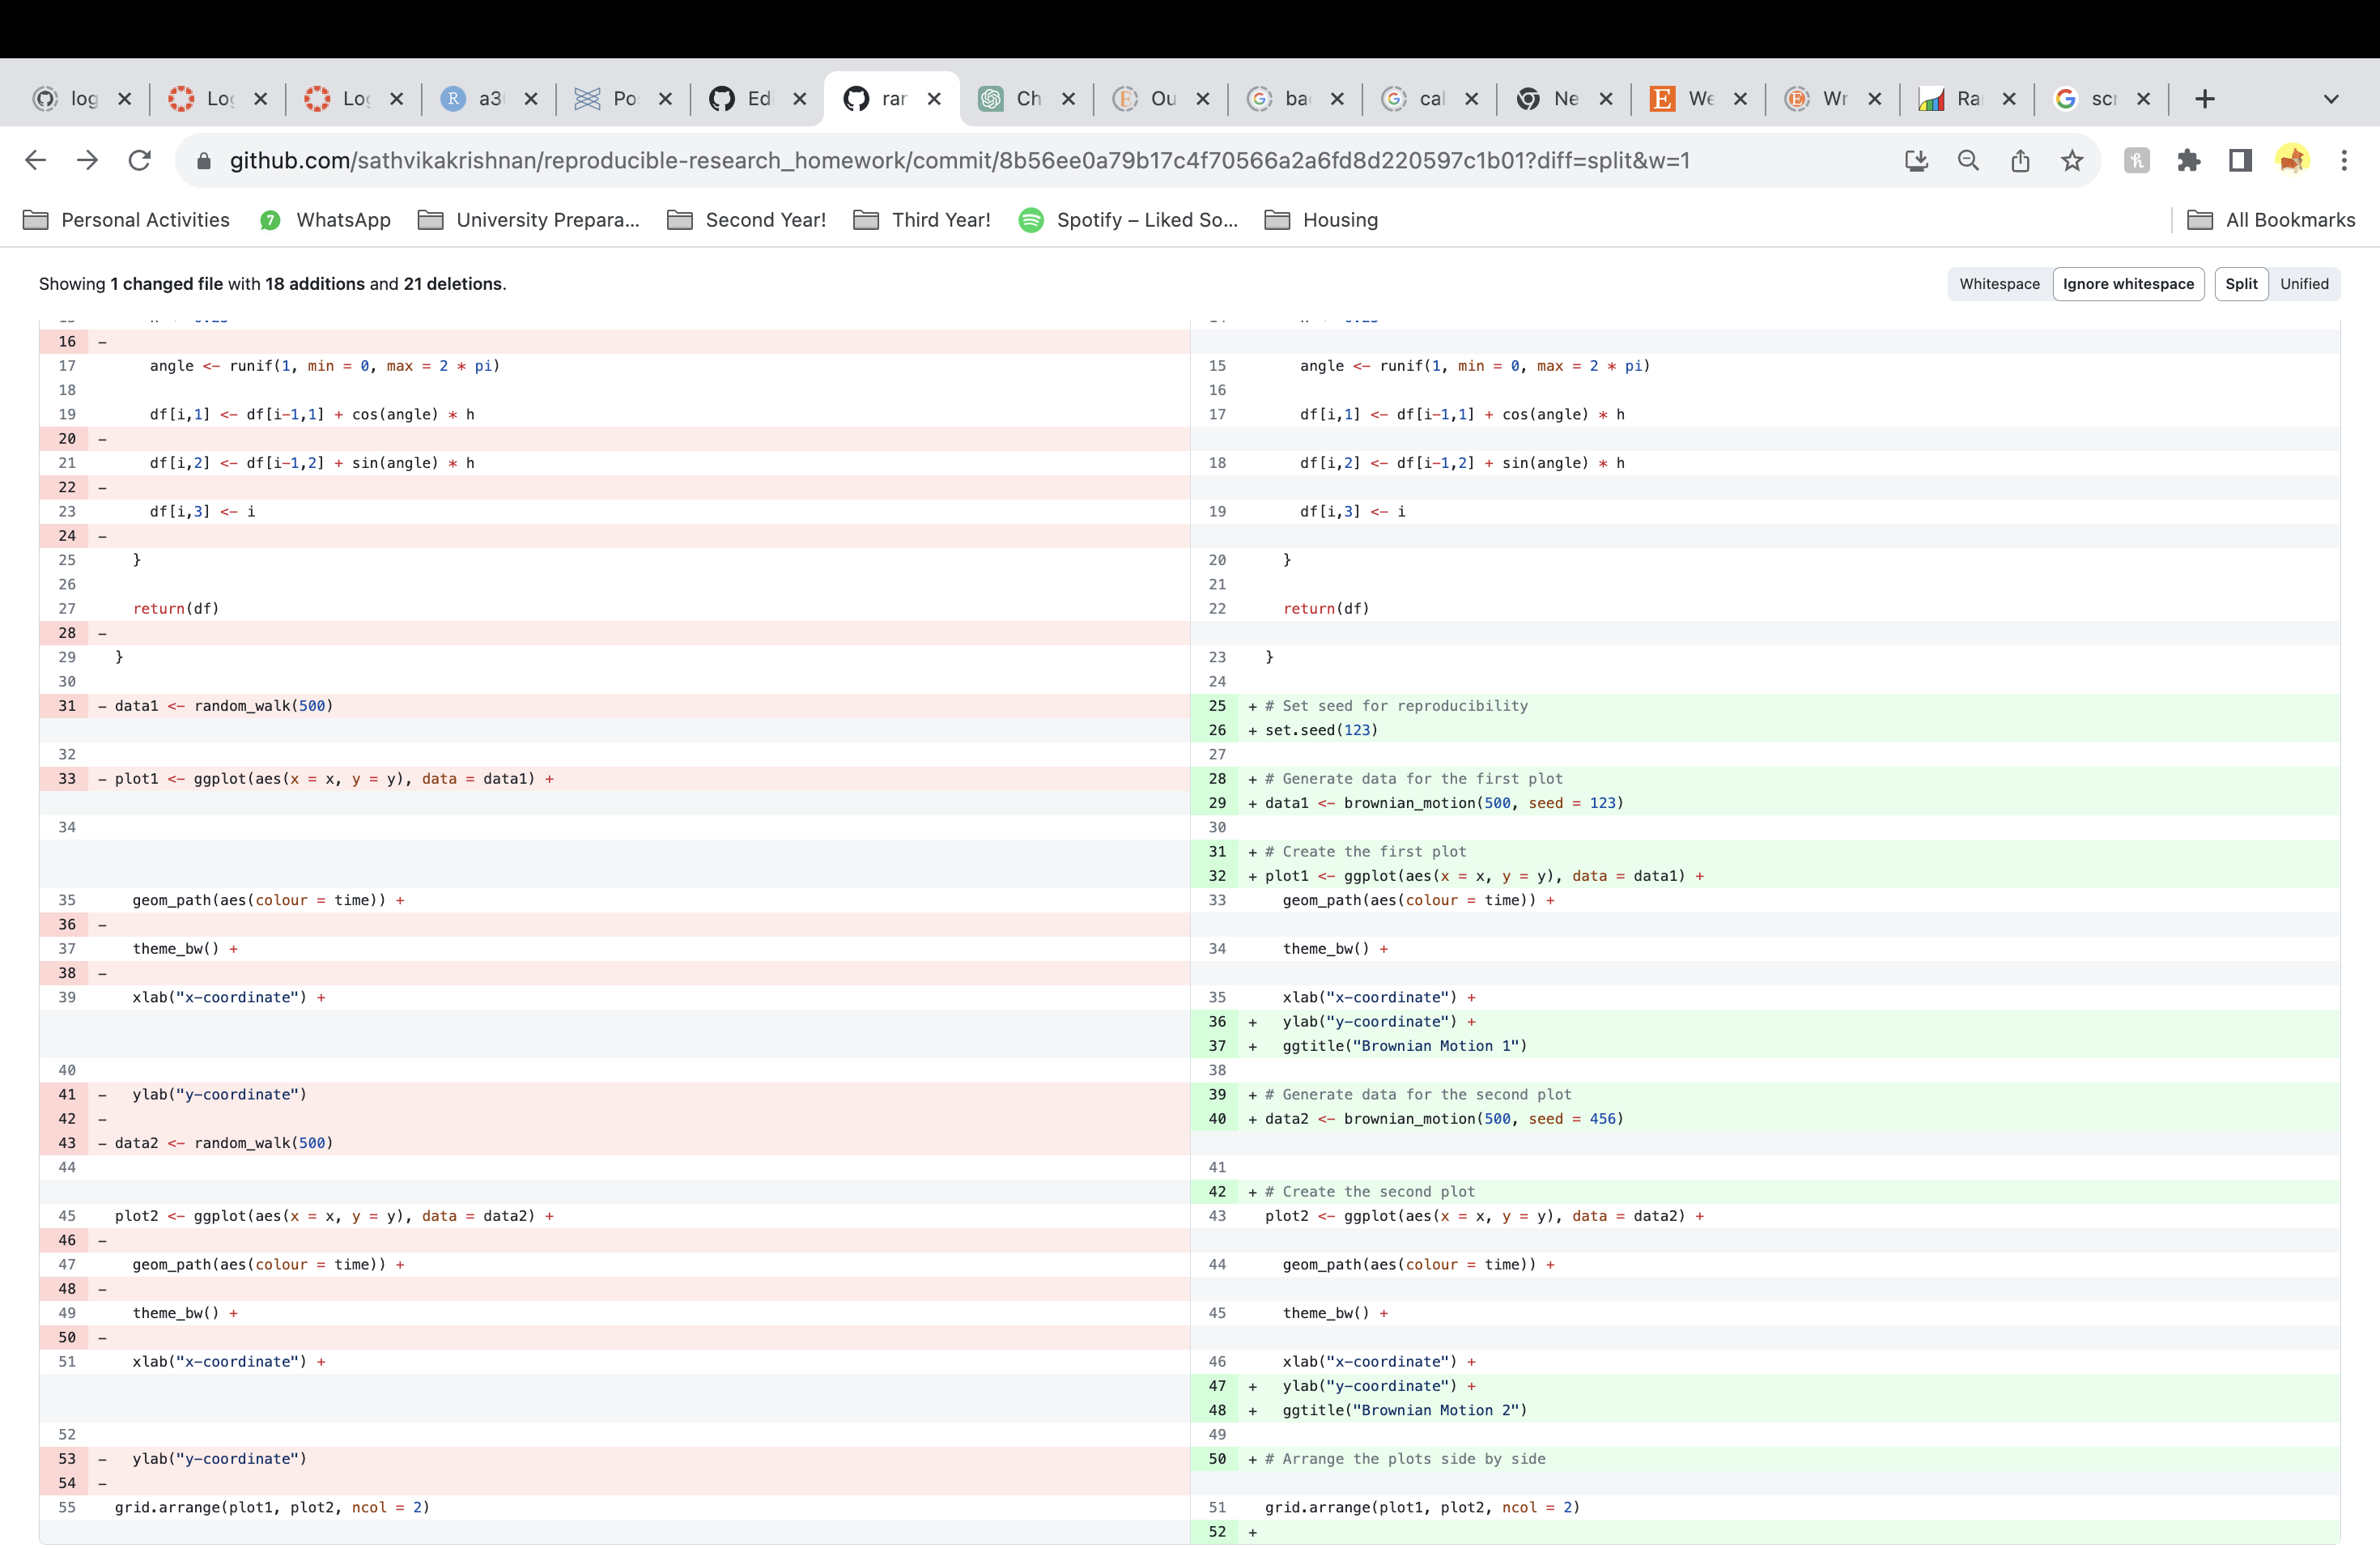 log
Lo
Lo
a3
Po
Ed
rar
Ch
Ou
ba
cal
Ne
We
Wr
Ra
scr
github.com/sathvikakrishnan/reproducible-research_homework/commit/8b56ee0a79b17c4f70566a2a6fd8d220597c1b01?diff=split&w=1
Personal Activities
7 WhatsApp
University Prepara...
Second Year!
Third Year!
Spotify – Liked So...
Housing
All Bookmarks
Showing 1 changed file with 18 additions and 21 deletions.
Whitespace Ignore whitespace Split Unified
16 -
17 angle <- runif(1, min = 0, max = 2 * pi) 15 angle <- runif(1, min = 0, max = 2 * pi)
18 16
19 df[i,1] <- df[i-1,1] + cos(angle) * h 17 df[i,1] <- df[i-1,1] + cos(angle) * h
20 -
21 df[i,2] <- df[i-1,2] + sin(angle) * h 18 df[i,2] <- df[i-1,2] + sin(angle) * h
22 -
23 df[i,3] <- i 19 df[i,3] <- i
24 -
25 } 20 }
26 21
27 return(df) 22 return(df)
28 -
29 } 23 }
30 24
31 - data1 <- random_walk(500) 25 + # Set seed for reproducibility
26 + set.seed(123)
32 27
33 - plot1 <- ggplot(aes(x = x, y = y), data = data1) + 28 + # Generate data for the first plot
29 + data1 <- brownian_motion(500, seed = 123)
34 30
31 + # Create the first plot
32 + plot1 <- ggplot(aes(x = x, y = y), data = data1) +
35 geom_path(aes(colour = time)) + 33 geom_path(aes(colour = time)) +
36 -
37 theme_bw() + 34 theme_bw() +
38 -
39 xlab("x-coordinate") + 35 xlab("x-coordinate") +
36 + ylab("y-coordinate") +
37 + ggtitle("Brownian Motion 1")
40 38
41 - ylab("y-coordinate") 39 + # Generate data for the second plot
42 - 40 + data2 <- brownian_motion(500, seed = 456)
43 - data2 <- random_walk(500)
44 41
42 + # Create the second plot
45 plot2 <- ggplot(aes(x = x, y = y), data = data2) + 43 plot2 <- ggplot(aes(x = x, y = y), data = data2) +
46 -
47 geom_path(aes(colour = time)) + 44 geom_path(aes(colour = time)) +
48 -
49 theme_bw() + 45 theme_bw() +
50 -
51 xlab("x-coordinate") + 46 xlab("x-coordinate") +
47 + ylab("y-coordinate") +
48 + ggtitle("Brownian Motion 2")
52 49
53 - ylab("y-coordinate") 50 + # Arrange the plots side by side
54 -
55 grid.arrange(plot1, plot2, ncol = 2) 51 grid.arrange(plot1, plot2, ncol = 2)
52 +